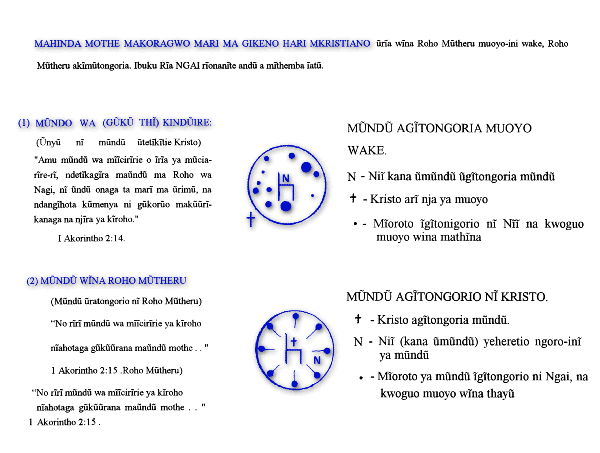 MAHINDA MOTHE MAKORAGWO MARI MA GIKENO HARI MKRISTIANO ũrĩa wĩna Roho Mũtheru muoyo-ini wake, Roho
Mũtheru akĩmũtongoria. Ibuku Rĩa NGAI rĩonanĩte andũ a mĩthemba ĩatũ.
(1) MŨNDO WA (GŨKŨ THĨ) KINDŨIRE:
(Ũnyũ nĩ mũndũ ũtetĩkĩtie Kristo)
"Amu mũndũ wa mĩĩcirĩrie o ĩrĩa ya mũcia-
rĩre-rĩ, ndetĩkagĩra maũndũ ma Roho wa
Nagi, nĩ ũndũ onaga ta marĩ ma ũrimũ, na
ndangĩhota kũmenya ni gũkorũo makũũrĩ-
kanaga na njĩra ya kĩroho."
I Akorintho 2:14.
N
†
MŨNDŨ AGĨTONGORIA MUOYO
WAKE.
N - Niĩ kana ũmũndũ ũgĩtongoria mũndũ
† - Kristo arĩ nja ya muoyo
• - Mĩoroto ĩgĩtonigorio nĩ Nĩĩ na kwoguo
muoyo wina mathĩna
(2) MŨNDŨ WĨNA ROHO MŨTHERU
(Mũndũ ũratongorio nĩ Roho Mũtheru)
“No rĩrĩ mũndũ wa mĩĩcirĩrie ya kĩroho
nĩahotaga gũkũũrana maũndũ mothe . . "
1 Akorintho 2:15 .Roho Mũtheru)
“No rĩrĩ mũndũ wa mĩĩcirĩrie ya kĩroho
nĩahotaga gũkũũrana maũndũ mothe . . "
1 Akorintho 2:15 .
†
N
MŨNDŨ AGĨTONGORIO NĨ KRISTO.
† - Kristo agĩtongoria mũndũ.
N - Niĩ (kana ũmũndũ) yeheretio ngoro-inĩ
ya mũndũ
• - Mĩoroto ya mũndũ ĩgĩtongorio ni Ngai, na
kwoguo muoyo wĩna thayũ